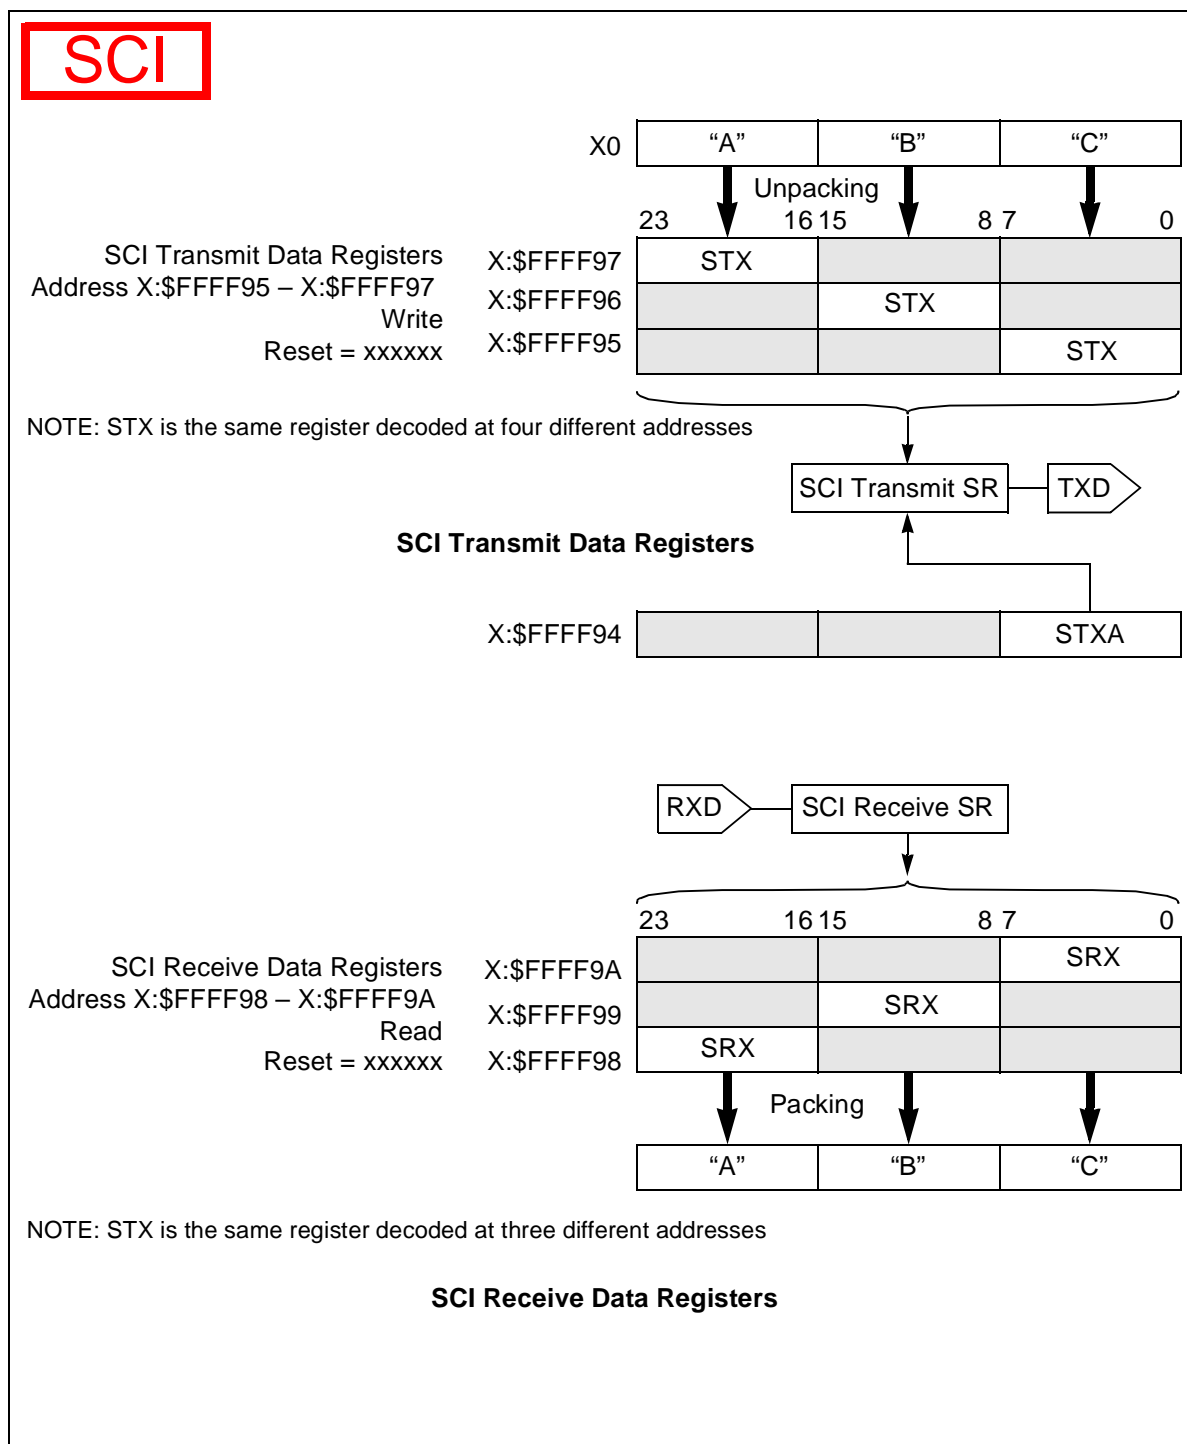 SCI
X0 “A” “B” “C”
Unpacking
23 16 15 8 7 0
SCI Transmit Data Registers
Address X:$FFFF95 – X:$FFFF97
Write
Reset = xxxxxx
X:$FFFF97 STX
X:$FFFF96 STX
X:$FFFF95 STX
NOTE: STX is the same register decoded at four different addresses
SCI Transmit SR TXD
SCI Transmit Data Registers
X:$FFFF94 STXA
RXD SCI Receive SR
23 16 15 8 7 0
SCI Receive Data Registers
Address X:$FFFF98 – X:$FFFF9A
Read
Reset = xxxxxx
X:$FFFF9A SRX
X:$FFFF99 SRX
X:$FFFF98 SRX
Packing
“A” “B” “C”
NOTE: STX is the same register decoded at three different addresses
SCI Receive Data Registers